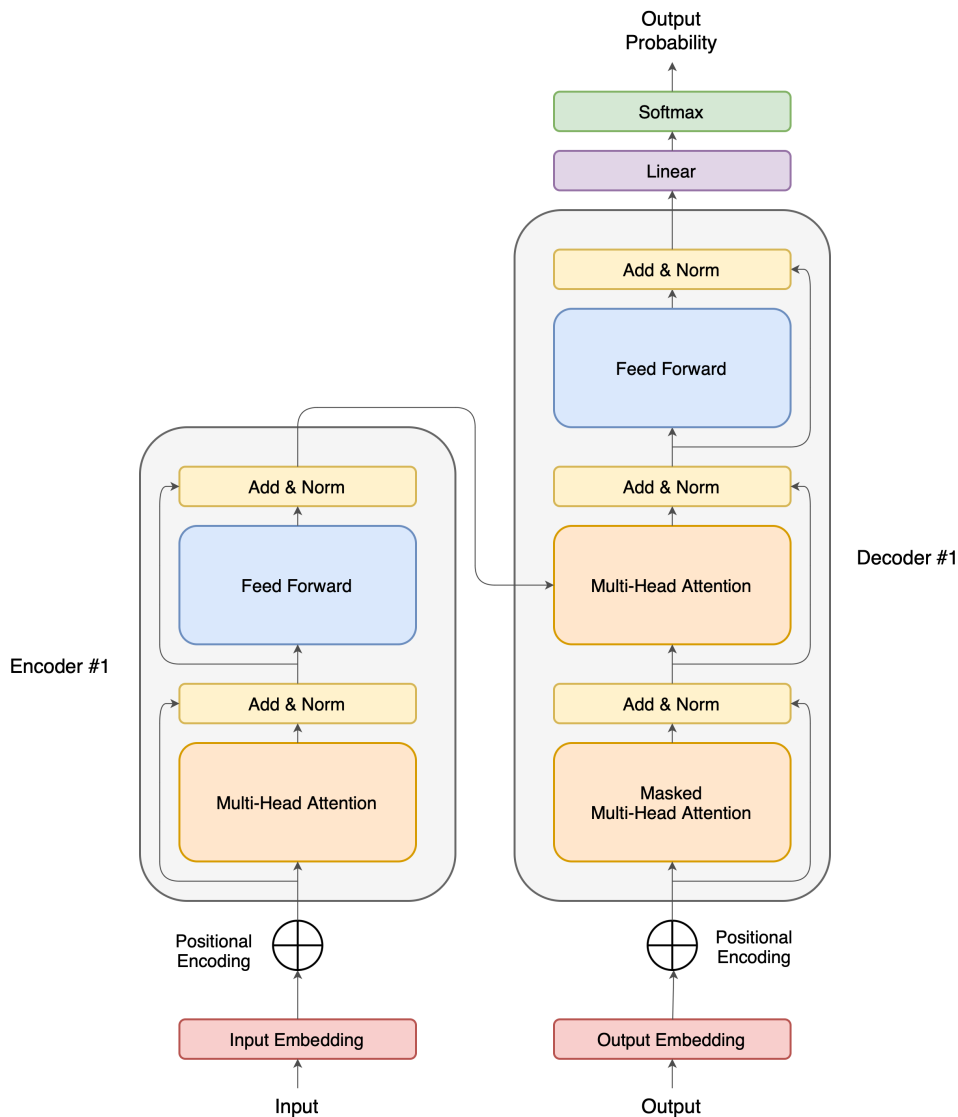 Output
Probability
Softmax
Linear
Add & Norm
Feed Forward
Add & Norm
Multi-Head Attention
Add & Norm
Masked
Multi-Head Attention
Decoder #1
Positional
Encoding
Output Embedding
Output
Add & Norm
Feed Forward
Add & Norm
Multi-Head Attention
Encoder #1
Positional
Encoding
Input Embedding
Input